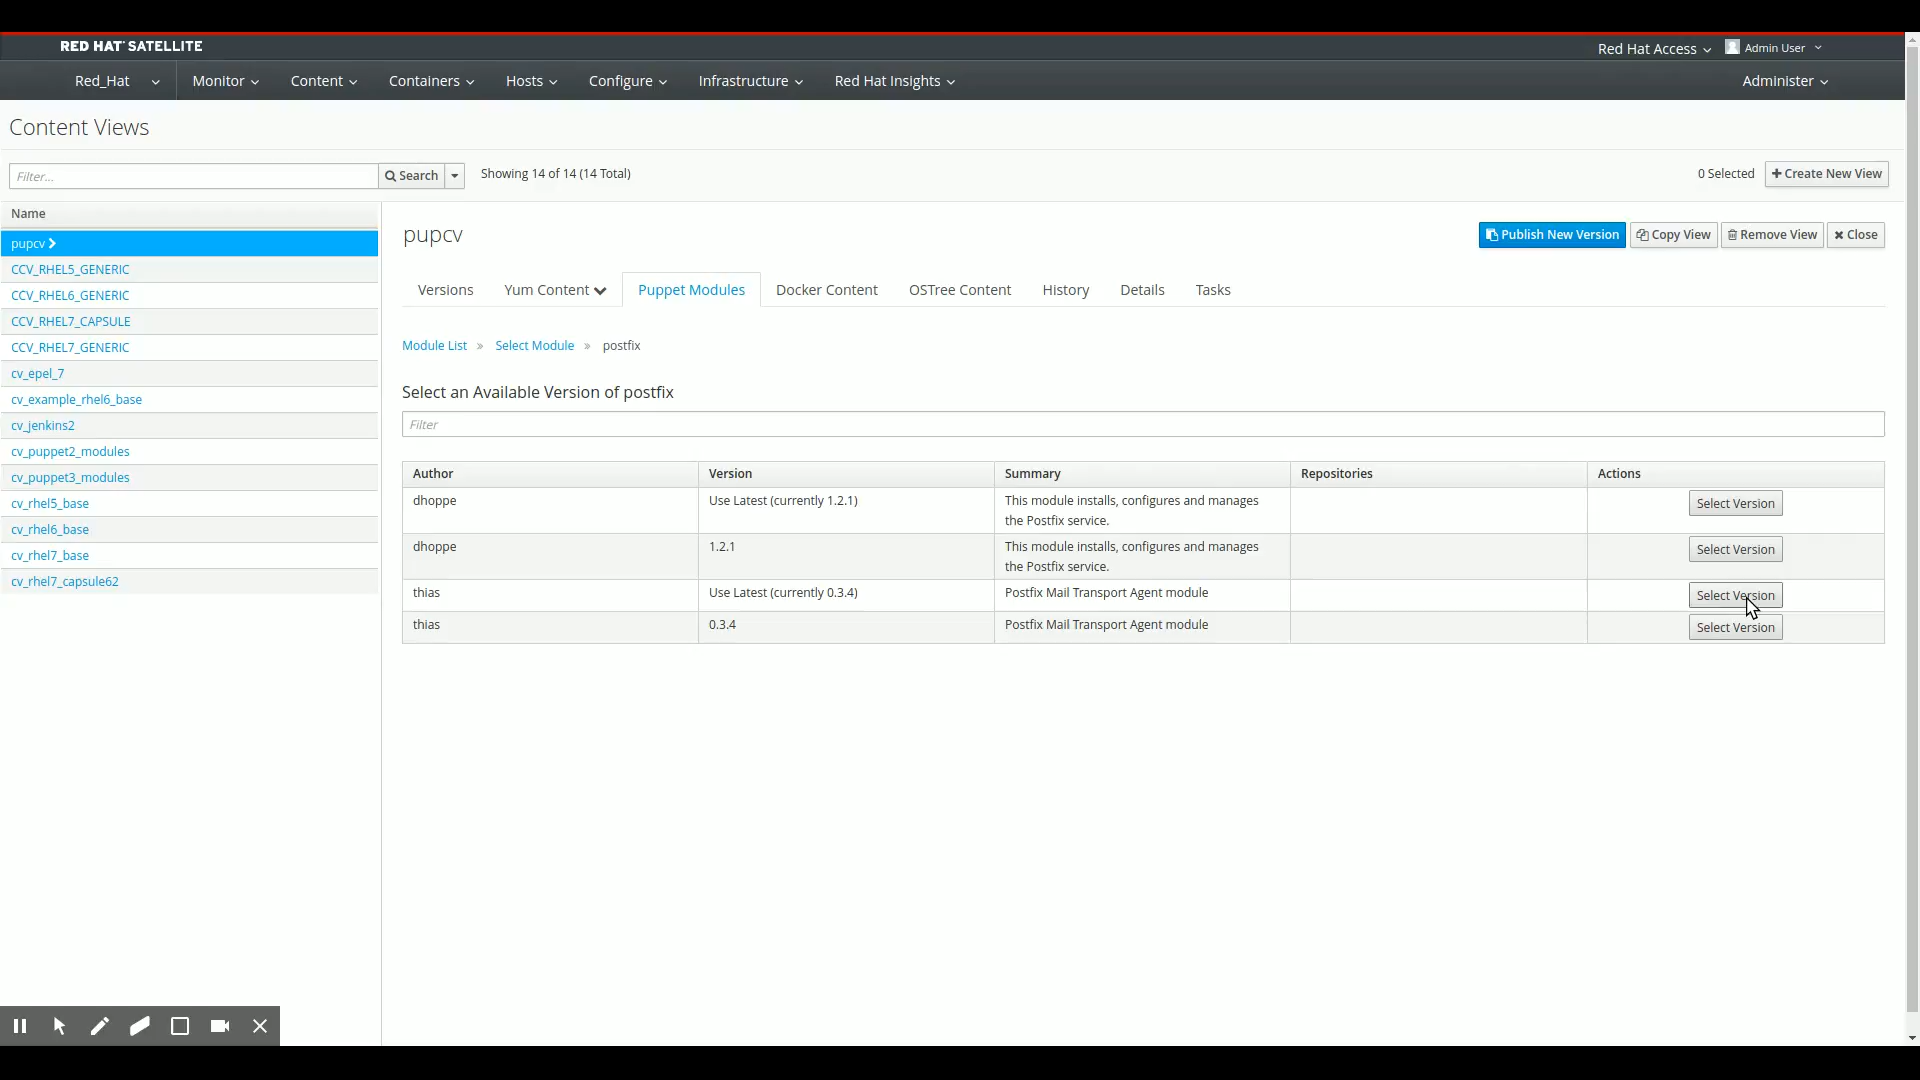 RED HAT SATELLITE
Red Hat Access
Admin User
Red_Hat
Monitor
Content
Containers
Hosts
Configure
Infrastructure
Red Hat Insights
Administer
Content Views
Filter...
Search
Showing 14 of 14 (14 Total)
0 Selected
Create New View
Name
pupcv
CCV_RHEL5_GENERIC
CCV_RHEL6_GENERIC
CCV_RHEL7_CAPSULE
CCV_RHEL7_GENERIC
cv_epel_7
cv_example_rhel6_base
cv_jenkins2
cv_puppet2_modules
cv_puppet3_modules
cv_rhel5_base
cv_rhel6_base
cv_rhel7_base
cv_rhel7_capsule62
pupcv
Publish New Version
Copy View
Remove View
Close
Versions
Yum Content
Puppet Modules
Docker Content
OSTree Content
History
Details
Tasks
Module List » Select Module » postfix
Select an Available Version of postfix
Filter
Author Version Summary Repositories Actions
dhoppe Use Latest (currently 1.2.1) This module installs, configures and manages Select Version
the Postfix service.
dhoppe 1.2.1 This module installs, configures and manages Select Version
the Postfix service.
thias Use Latest (currently 0.3.4) Postfix Mail Transport Agent module Select Version
thias 0.3.4 Postfix Mail Transport Agent module Select Version